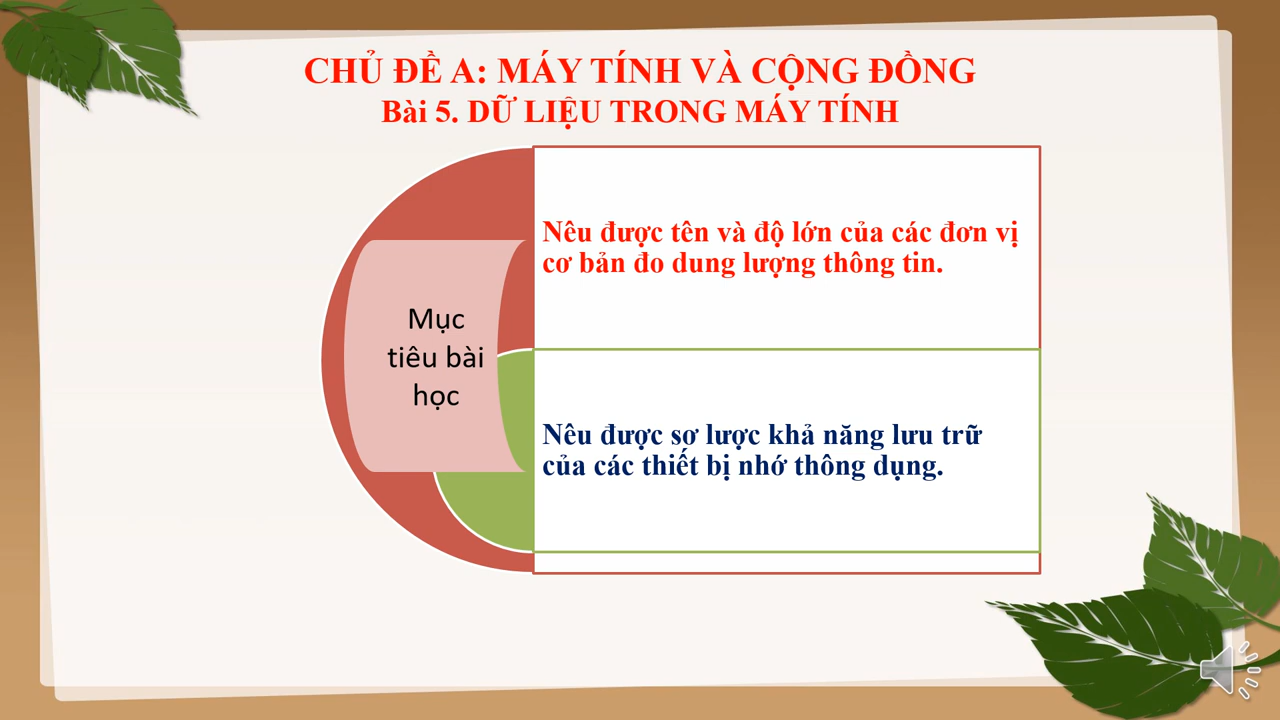 CHỦ ĐỀ A: MÁY TÍNH VÀ CỘNG ĐỒNG
Bài 5. DỮ LIỆU TRONG MÁY TÍNH
Mục
tiêu bài
học
Nêu được tên và độ lớn của các đơn vị
cơ bản đo dung lượng thông tin.
Nêu được sơ lược khả năng lưu trữ
của các thiết bị nhớ thông dụng.